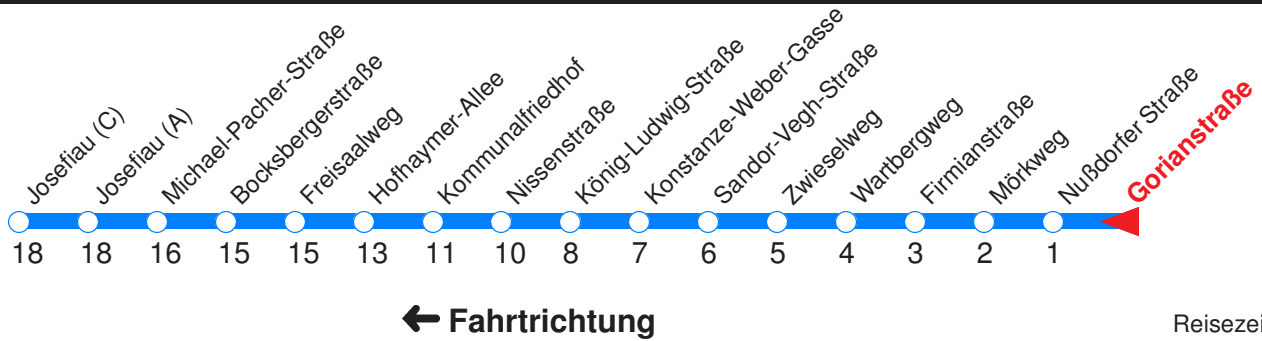 Josefiau (C)
Josefiau (A)
Michael-Pacher-Straße
Bocksbergerstraße
Freisaalweg
Hofhaymer-Allee
Kommunalfriedhof
Nissenstraße
König-Ludwig-Straße
Konstanze-Weber-Gasse
Sandor-Vegh-Straße
Zwieselweg
Wartbergweg
Firmianstraße
Mörkweg
Nußdorfer Straße
Gorianstraße
18 18 16 15 15 13 11 10 8 7 6 5 4 3 2 1
← Fahrtrichtung
Reisezei